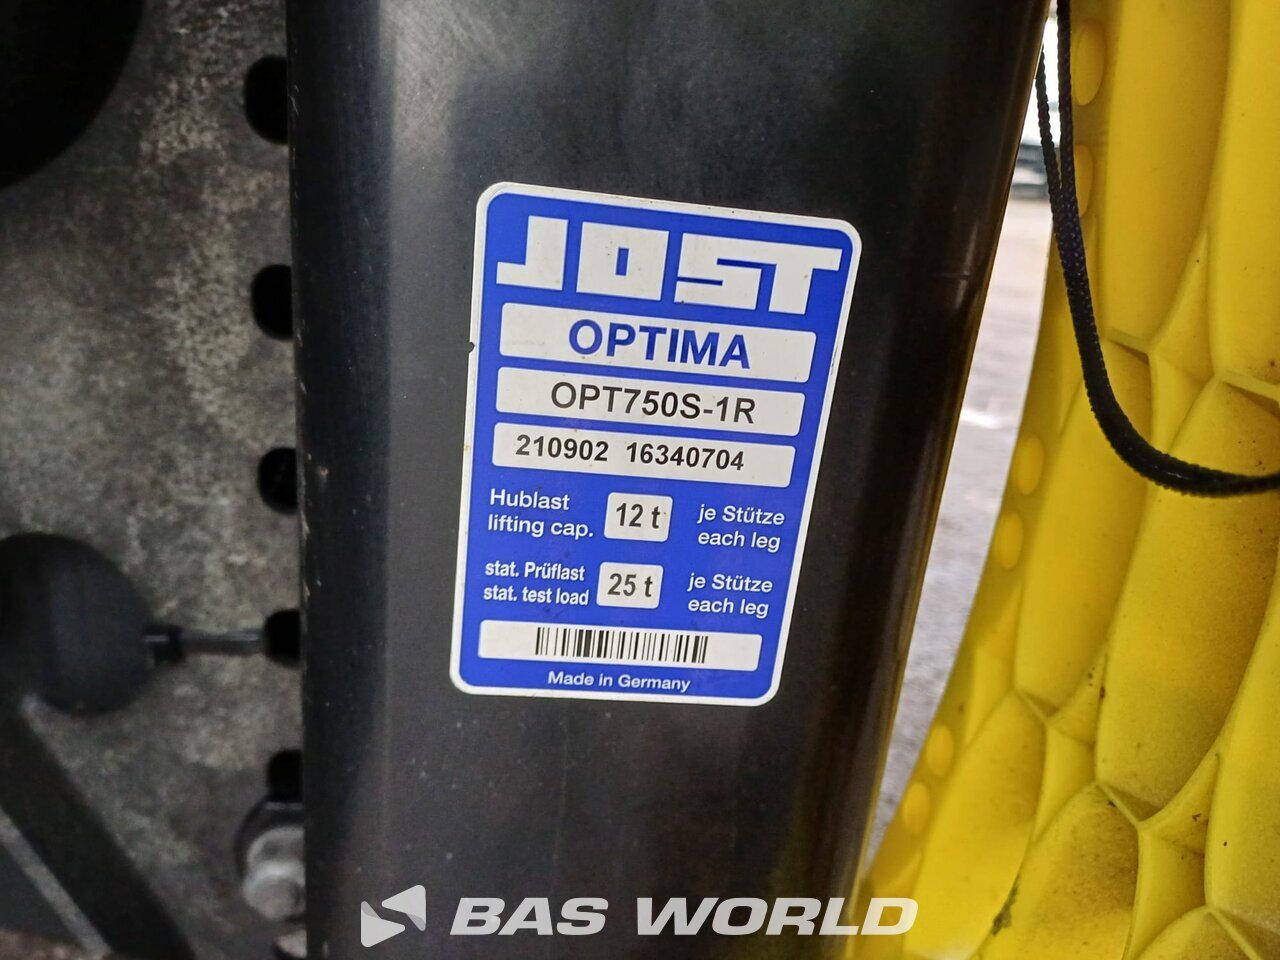 JOST
OPTIMA
OPT750S-1R
210902 16340704
Hublast
lifting cap.
12 t
je Stütze
each leg
stat. Prüflast
stat. test load
25 t
je Stütze
each leg
Made in Germany
BAS WORLD